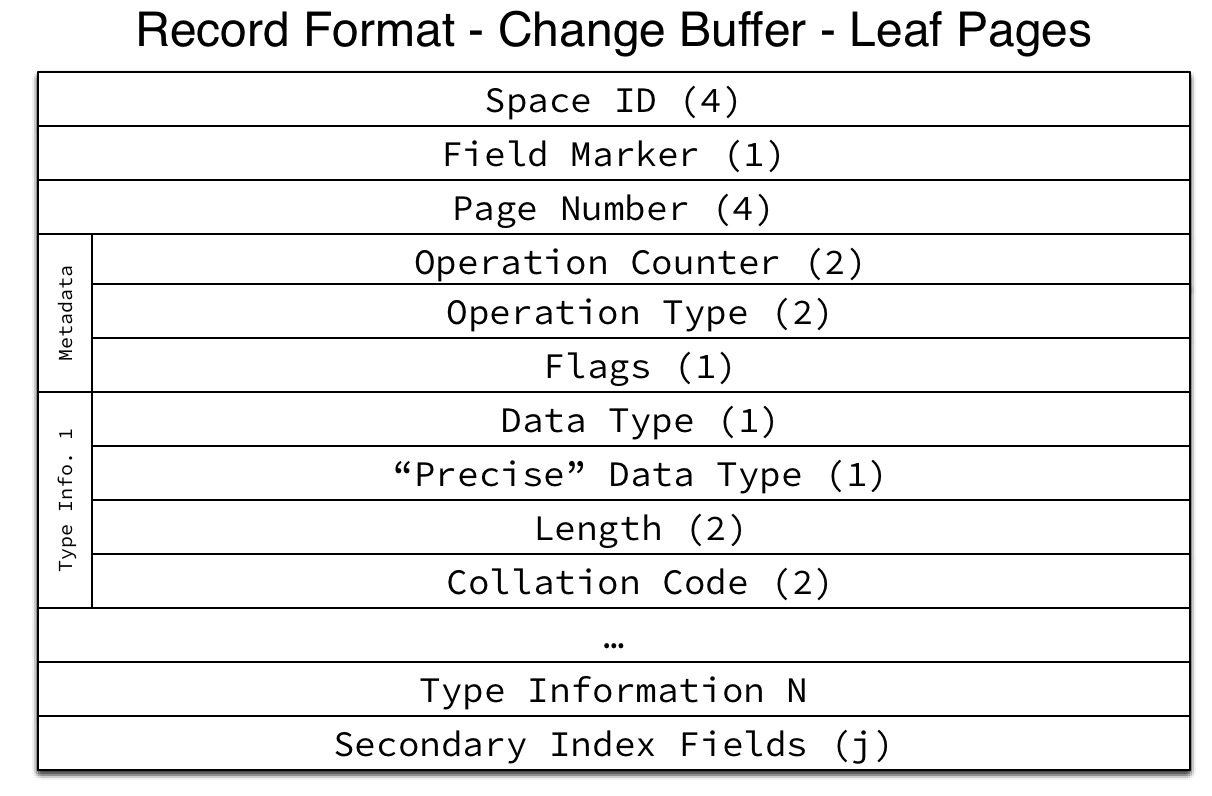 Record Format - Change Buffer - Leaf Pages
Space ID (4)
Field Marker (1)
Page Number (4)
Metadata
Operation Counter (2)
Operation Type (2)
Flags (1)
Type Info. 1
Data Type (1)
“Precise” Data Type (1)
Length (2)
Collation Code (2)
…
Type Information N
Secondary Index Fields (j)